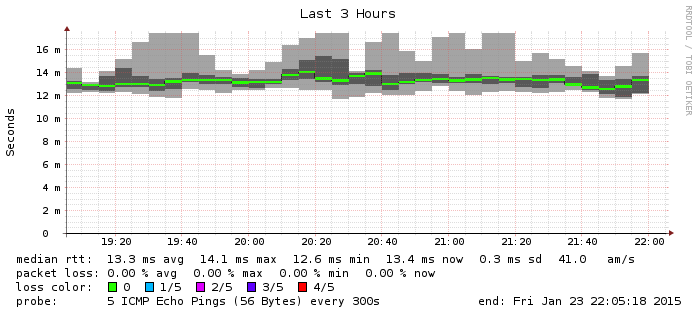 Last 3 Hours
RRDTOOL / TOBI OETIKER
Seconds
16 m
14 m
12 m
10 m
8 m
6 m
4 m
2 m
0
19:20 19:40 20:00 20:20 20:40 21:00 21:20 21:40 22:00
median rtt: 13.3 ms avg 14.1 ms max 12.6 ms min 13.4 ms now 0.3 ms sd 41.0 am/s
packet loss: 0.00 % avg 0.00 % max 0.00 % min 0.00 % now
loss color: 0 1/5 2/5 3/5 4/5
probe: 5 ICMP Echo Pings (56 Bytes) every 300s end: Fri Jan 23 22:05:18 2015